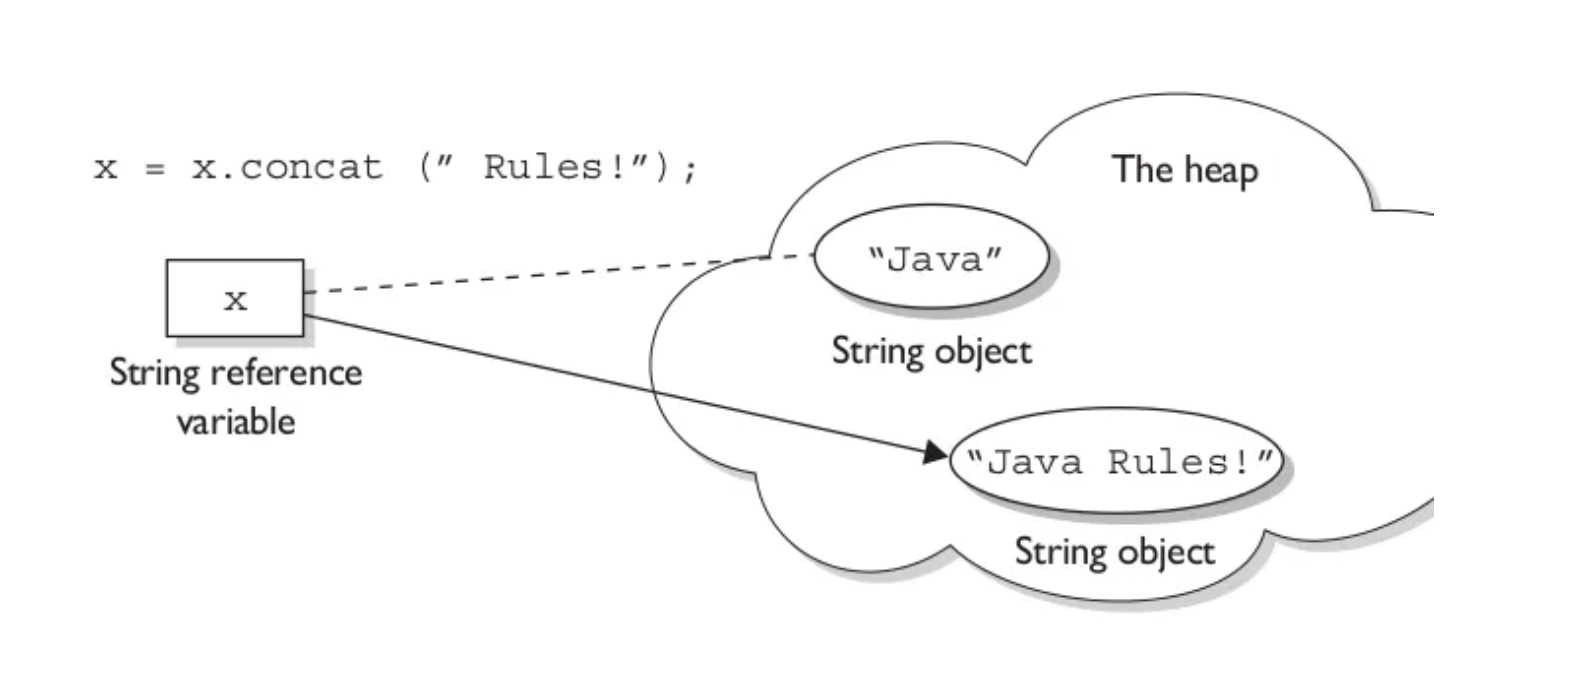 x = x.concat (" Rules!");
The heap
x
String reference
variable
“Java”
String object
“Java Rules!”
String object